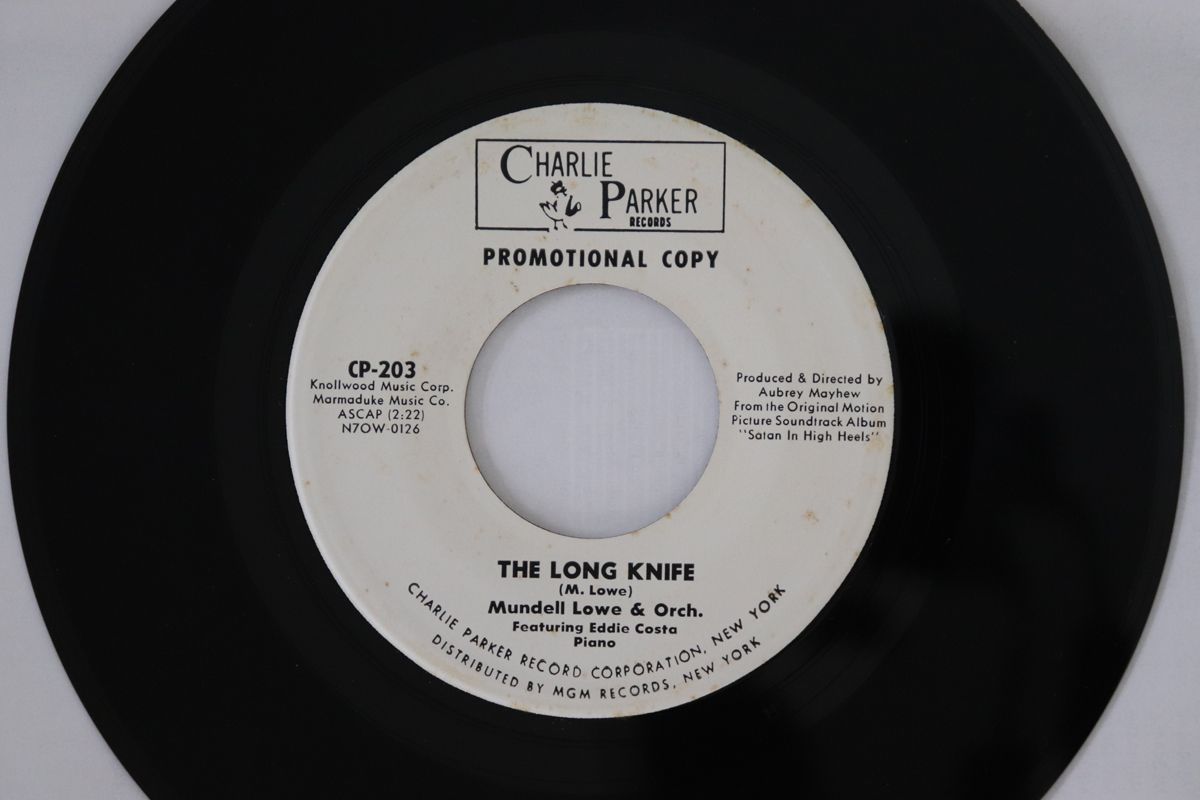 CHARLIE
PARKER
RECORDS
PROMOTIONAL COPY
CP-203
Knollwood Music Corp.
Marmaduke Music Co.
ASCAP (2:22)
N7OW-0126
Produced & Directed by
Aubrey Mayhew
From the Original Motion
Picture Soundtrack Album
"Satan In High Heels"
THE LONG KNIFE
(M. Lowe)
Mundell Lowe & Orch.
Featuring Eddie Costa
Piano
CHARLIE PARKER RECORD CORPORATION, NEW YORK
DISTRIBUTED BY MGM RECORDS, NEW YORK